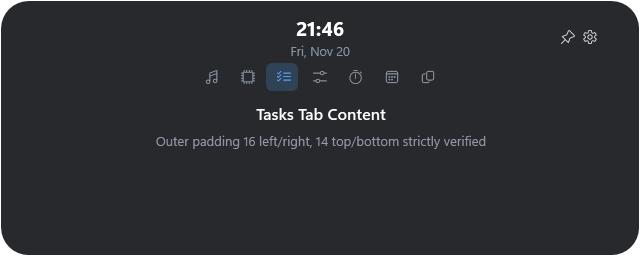 21:46
Fri, Nov 20
Tasks Tab Content
Outer padding 16 left/right, 14 top/bottom strictly verified